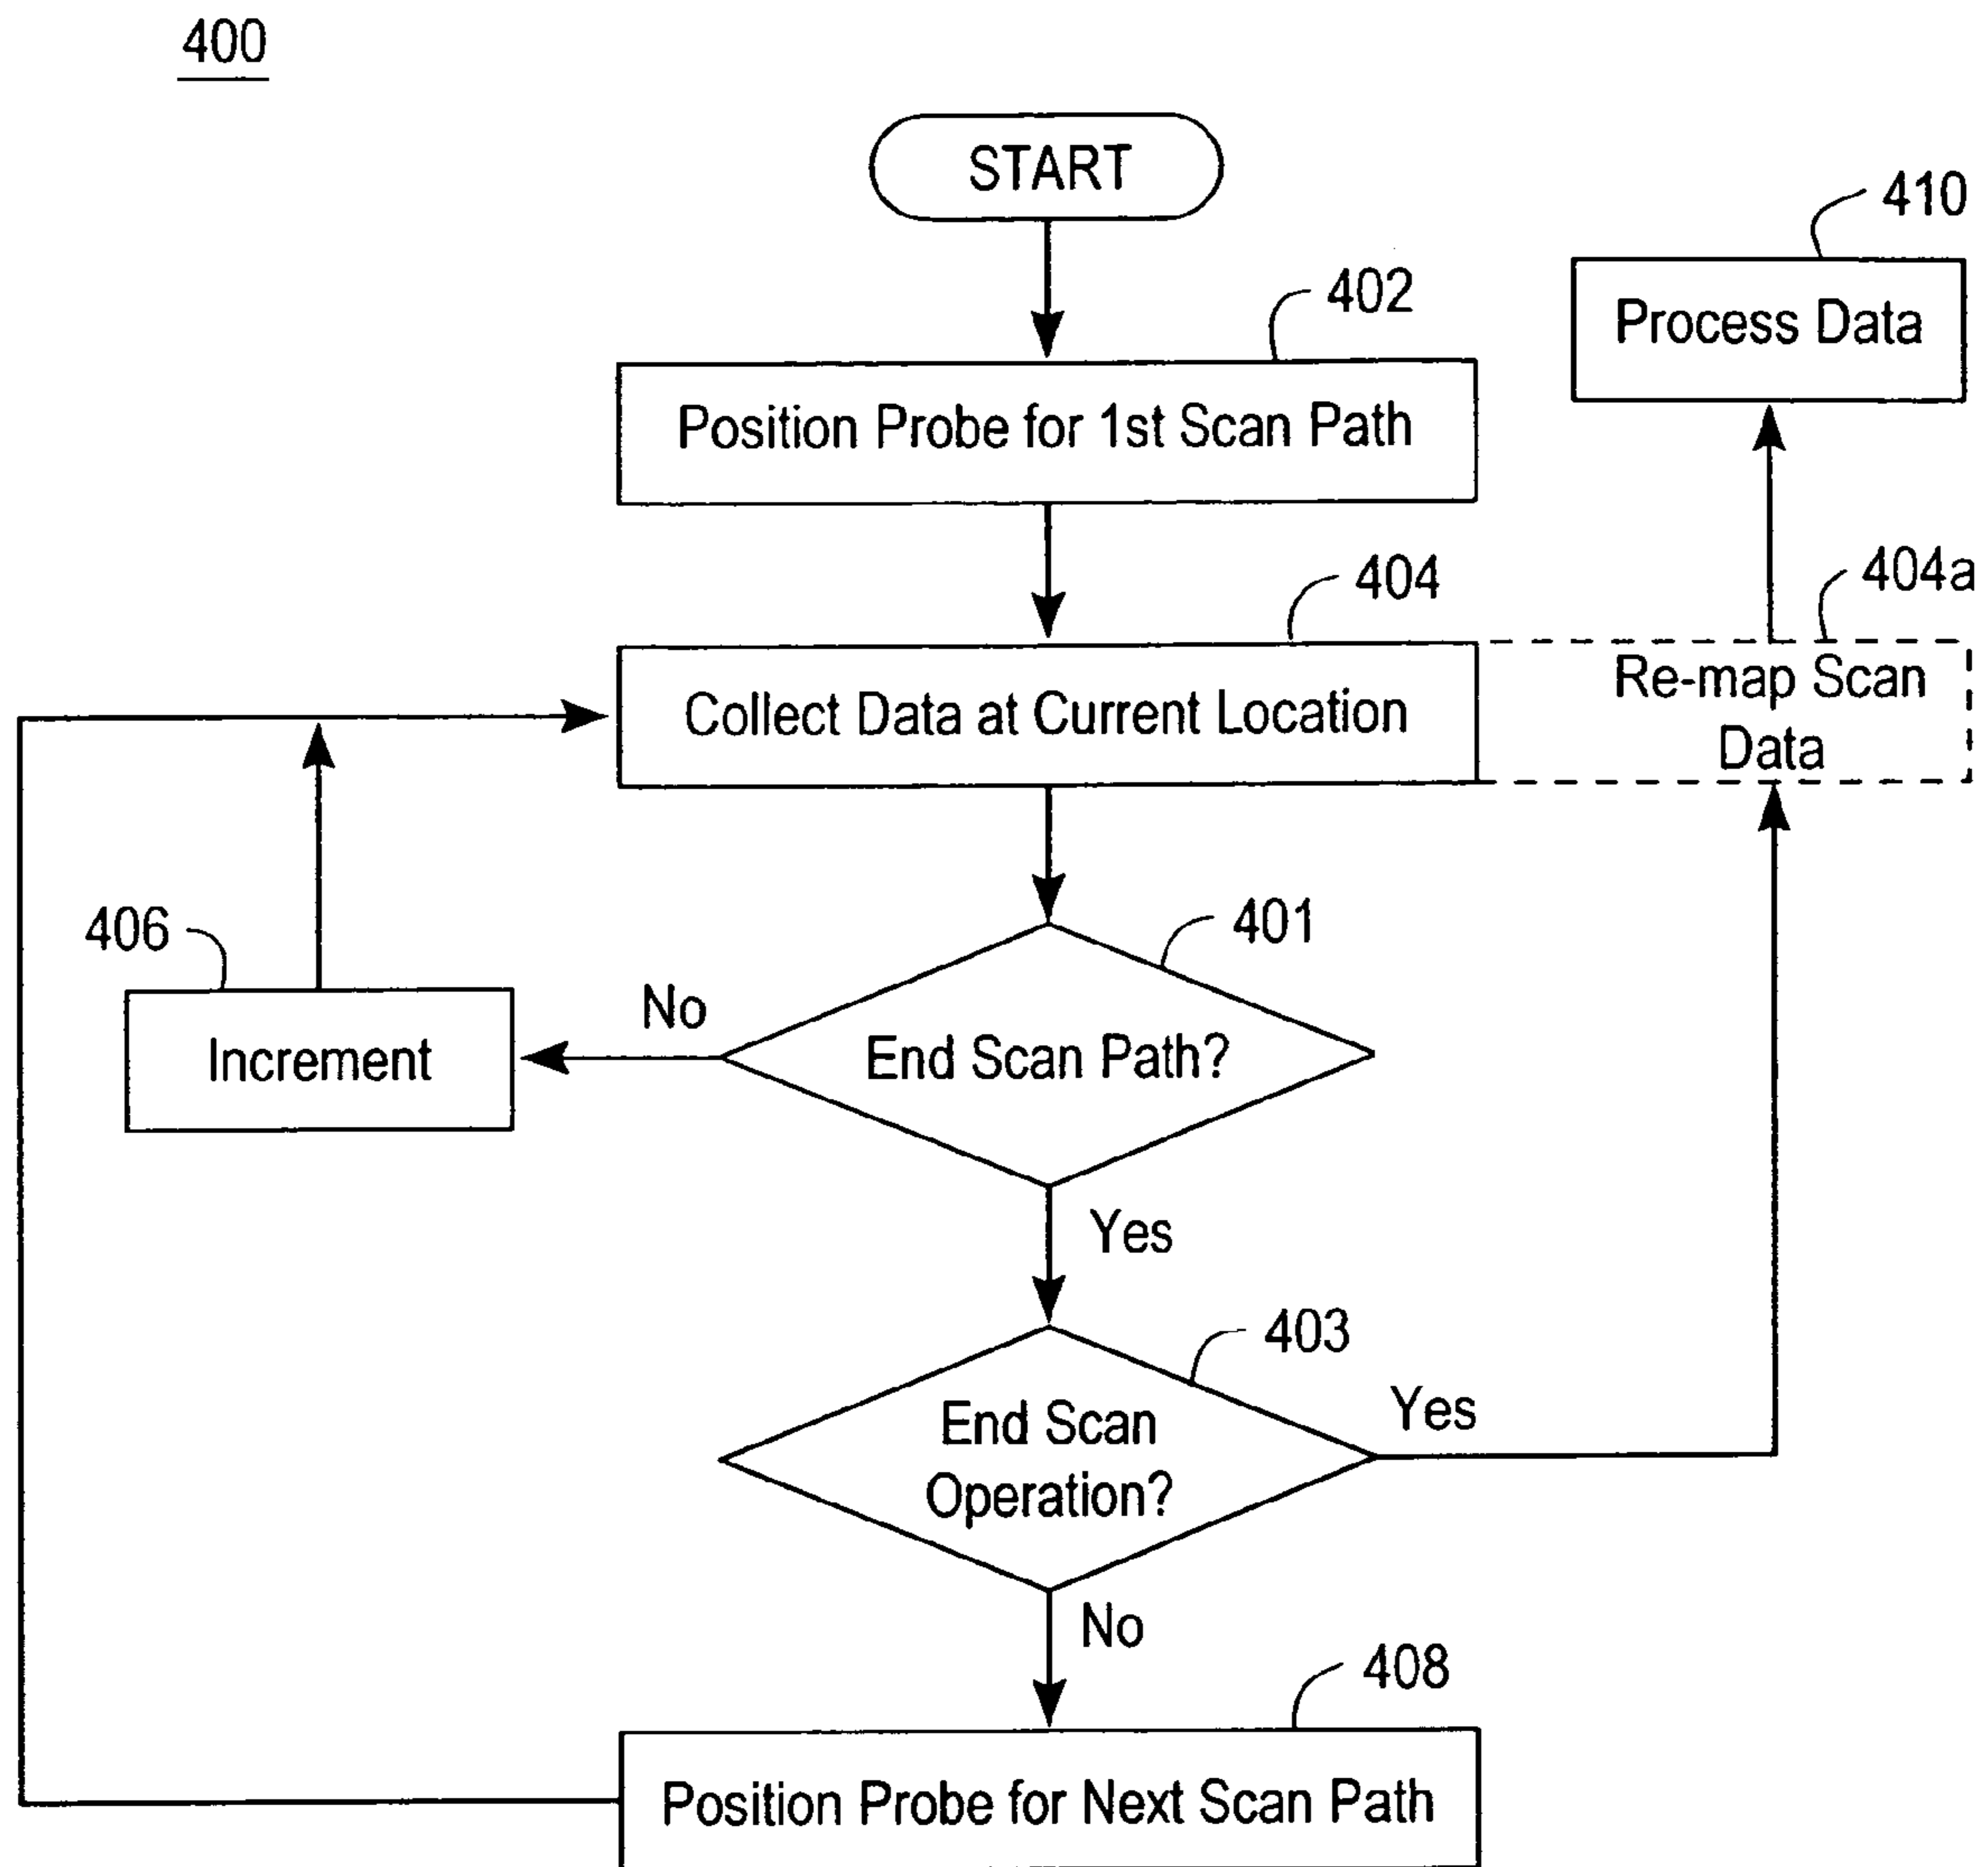 400
START
410
Process Data
402
Position Probe for 1st Scan Path
404
404a
Collect Data at Current Location
Re-map Scan
Data
406
401
No
Increment
End Scan Path?
Yes
403
End Scan
Operation?
Yes
No
408
Position Probe for Next Scan Path